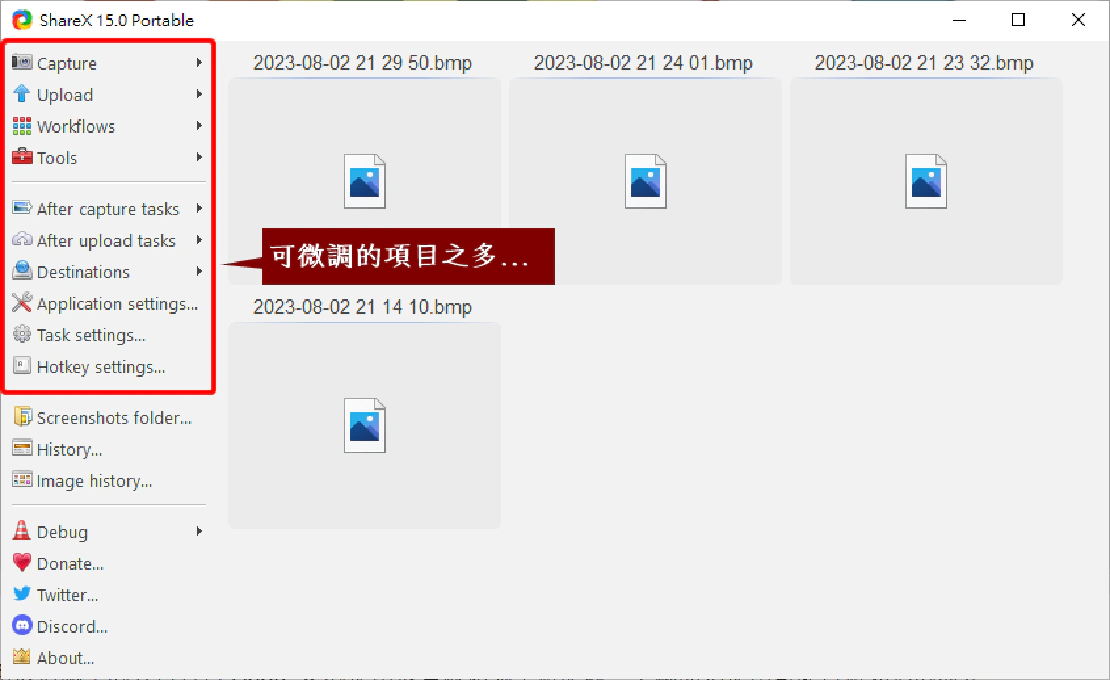 ShareX 15.0 Portable
Capture
Upload
Workflows
Tools
After capture tasks
After upload tasks
Destinations
Application settings...
Task settings...
Hotkey settings...
Screenshots folder...
History...
Image history...
Debug
Donate...
Twitter...
Discord...
About...
2023-08-02 21 29 50.bmp
2023-08-02 21 24 01.bmp
2023-08-02 21 23 32.bmp
可微調的項目之多...
2023-08-02 21 14 10.bmp